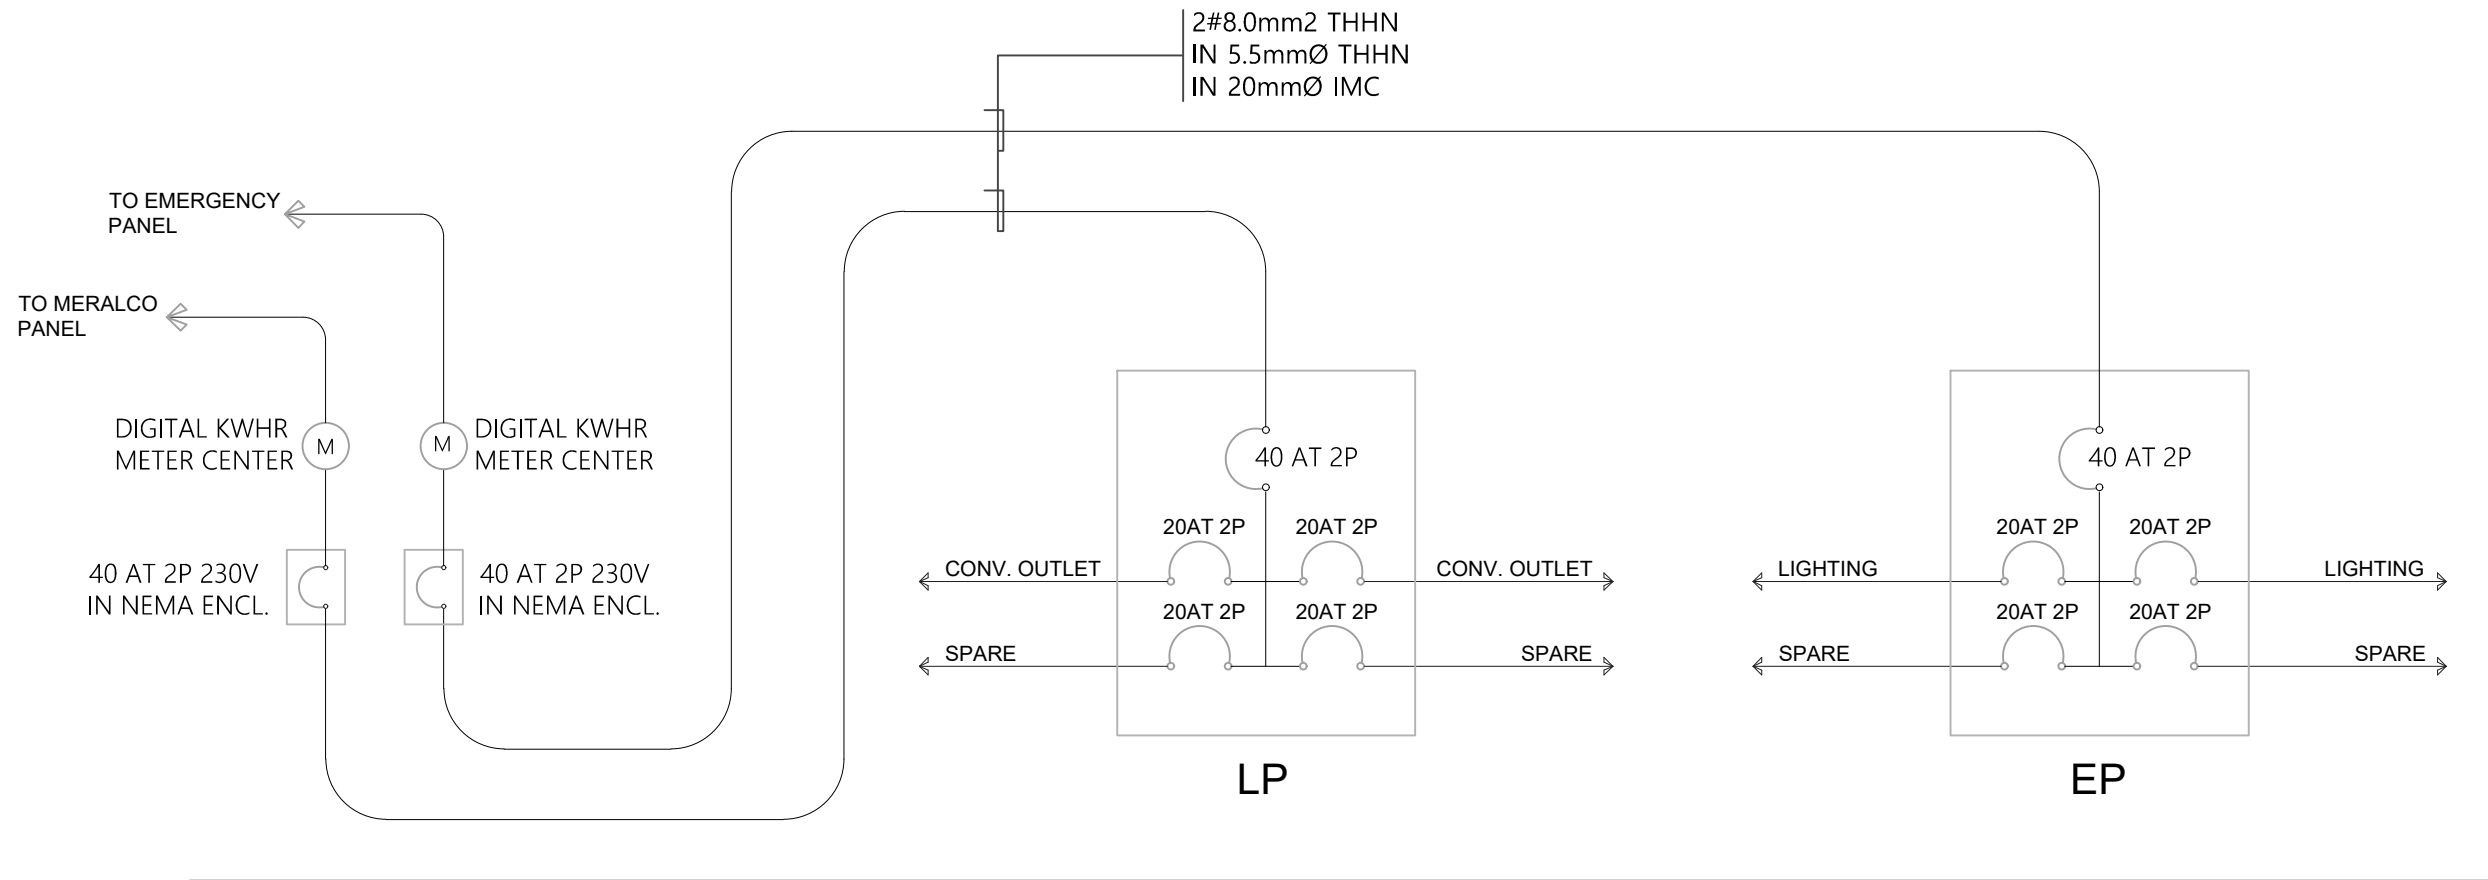 2#8.0mm2 THHN
IN 5.5mmØ THHN
IN 20mmØ IMC
TO EMERGENCY
PANEL
TO MERALCO
PANEL
DIGITAL KWHR
METER CENTER
M
M
DIGITAL KWHR
METER CENTER
40 AT 2P 230V
IN NEMA ENCL.
40 AT 2P 230V
IN NEMA ENCL.
40 AT 2P
20AT 2P
20AT 2P
CONV. OUTLET
CONV. OUTLET
20AT 2P
20AT 2P
SPARE
SPARE
LP
40 AT 2P
20AT 2P
20AT 2P
LIGHTING
LIGHTING
20AT 2P
20AT 2P
SPARE
SPARE
EP